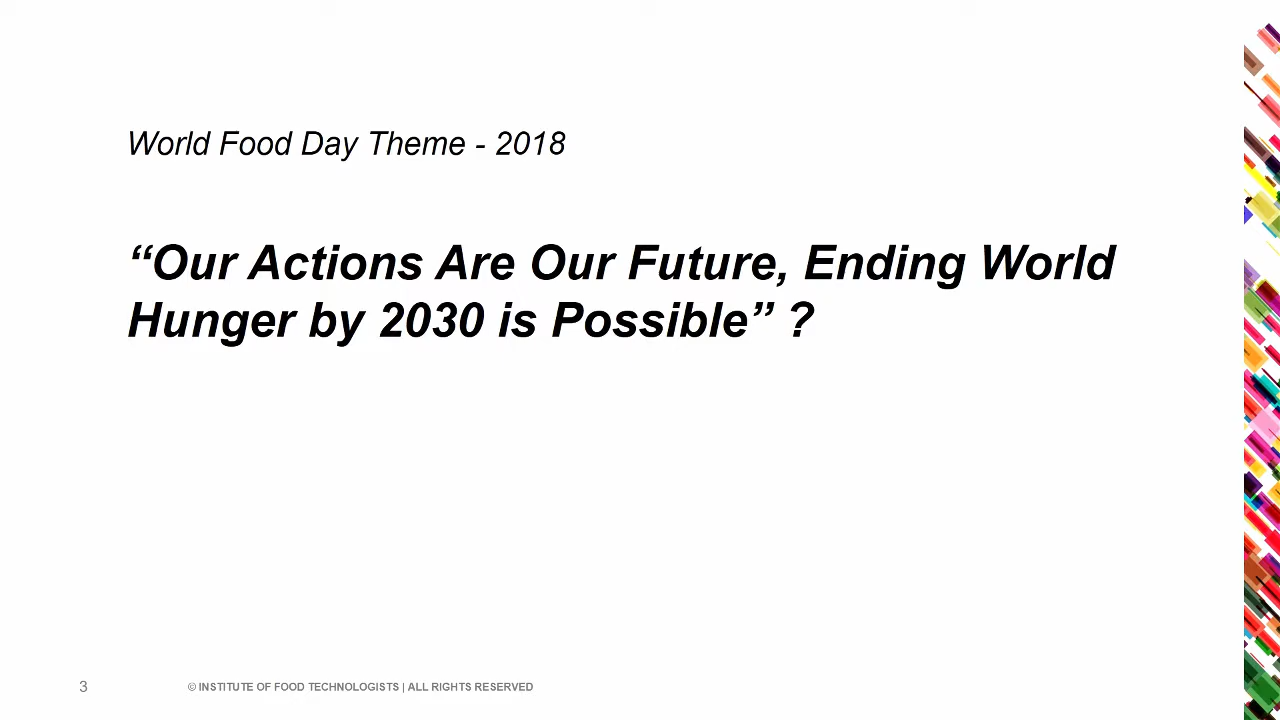 World Food Day Theme - 2018
“Our Actions Are Our Future, Ending World
Hunger by 2030 is Possible” ?
3
© INSTITUTE OF FOOD TECHNOLOGISTS | ALL RIGHTS RESERVED